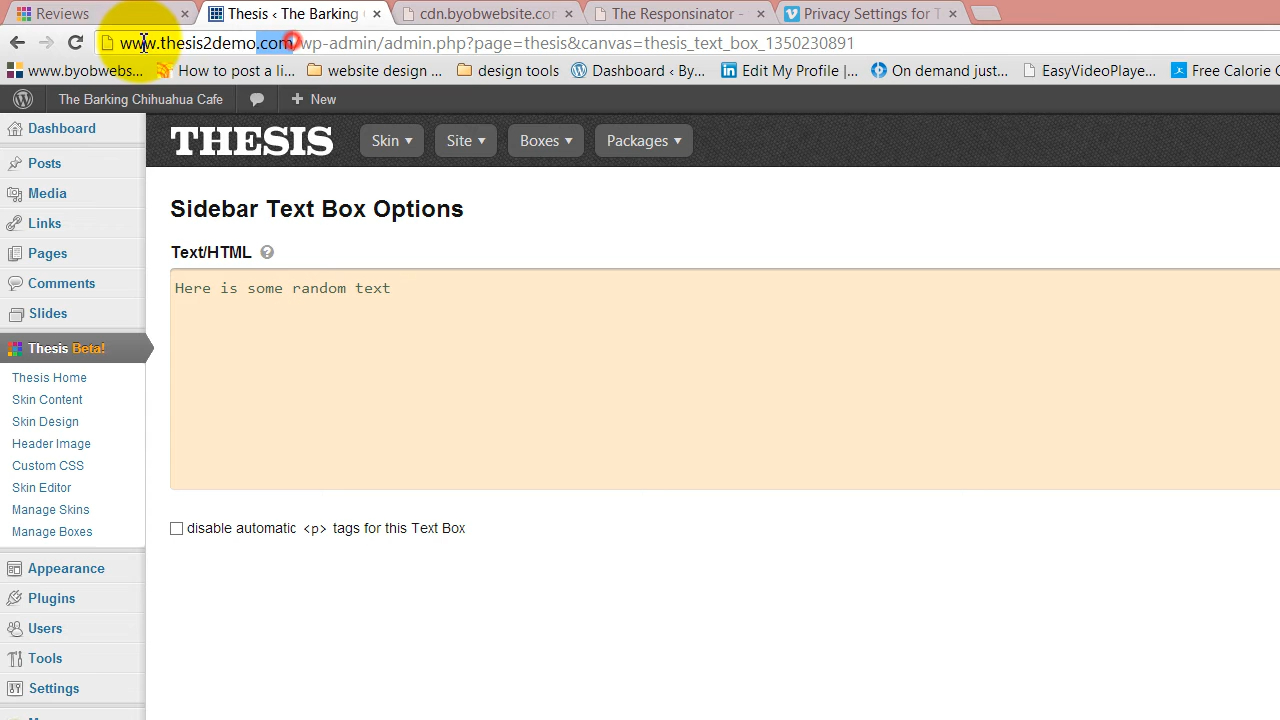 Reviews
Thesis ‹ The Barking
cdn.byobwebsite.cor
The Responsinator -
Privacy Settings for T
www.thesis2demo.com/wp-admin/admin.php?page=thesis&canvas=thesis_text_box_1350230891
www.byobwebs...
How to post a li...
website design ...
design tools
Dashboard ‹ By...
Edit My Profile |...
On demand just...
EasyVideoPlaye...
Free Calorie C
The Barking Chihuahua Cafe
+ New
Dashboard
THESIS
Skin ▼
Site ▼
Boxes ▼
Packages ▼
Posts
Media
Links
Pages
Comments
Slides
Thesis Beta!
Thesis Home
Skin Content
Skin Design
Header Image
Custom CSS
Skin Editor
Manage Skins
Manage Boxes
Appearance
Plugins
Users
Tools
Settings
Sidebar Text Box Options
Text/HTML ?
Here is some random text
disable automatic <p> tags for this Text Box